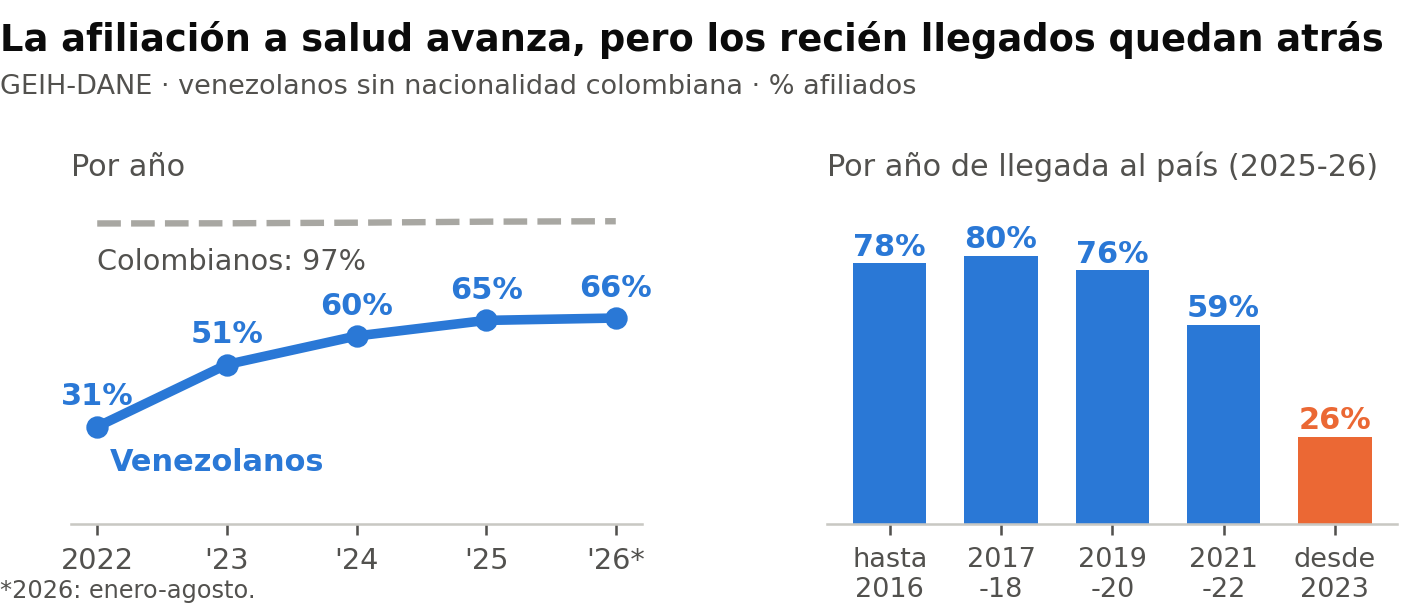 La afiliación a salud avanza, pero los recién llegados quedan atrás
GEIH-DANE · venezolanos sin nacionalidad colombiana · % afiliados
Por año
Colombianos: 97%
31%
51%
60%
65%
66%
Venezolanos
2022
'23
'24
'25
'26*
*2026: enero-agosto.
Por año de llegada al país (2025-26)
78%
80%
76%
59%
26%
hasta
2016
2017
-18
2019
-20
2021
-22
desde
2023